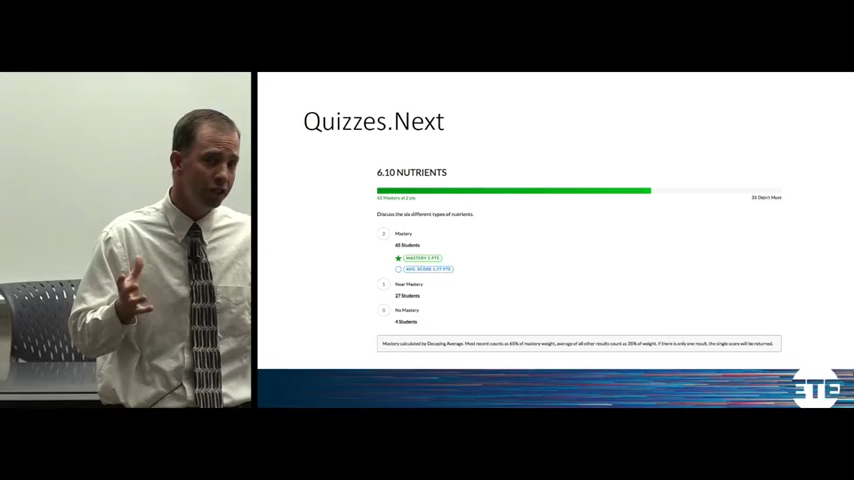 Quizzes.Next
6.10 NUTRIENTS
65 Mastery at 2 pts
31 Didn't Meet
Discuss the six different types of nutrients.
2 Mastery
65 Students
MASTERY 2 PTS
AVG. SCORE 1.77 PTS
1 Near Mastery
27 Students
0 No Mastery
4 Students
Mastery calculated by Decaying Average. Most recent counts as 65% of mastery weight, average of all other results count as 35% of weight. If there is only one result, the single score will be returned.
ETE